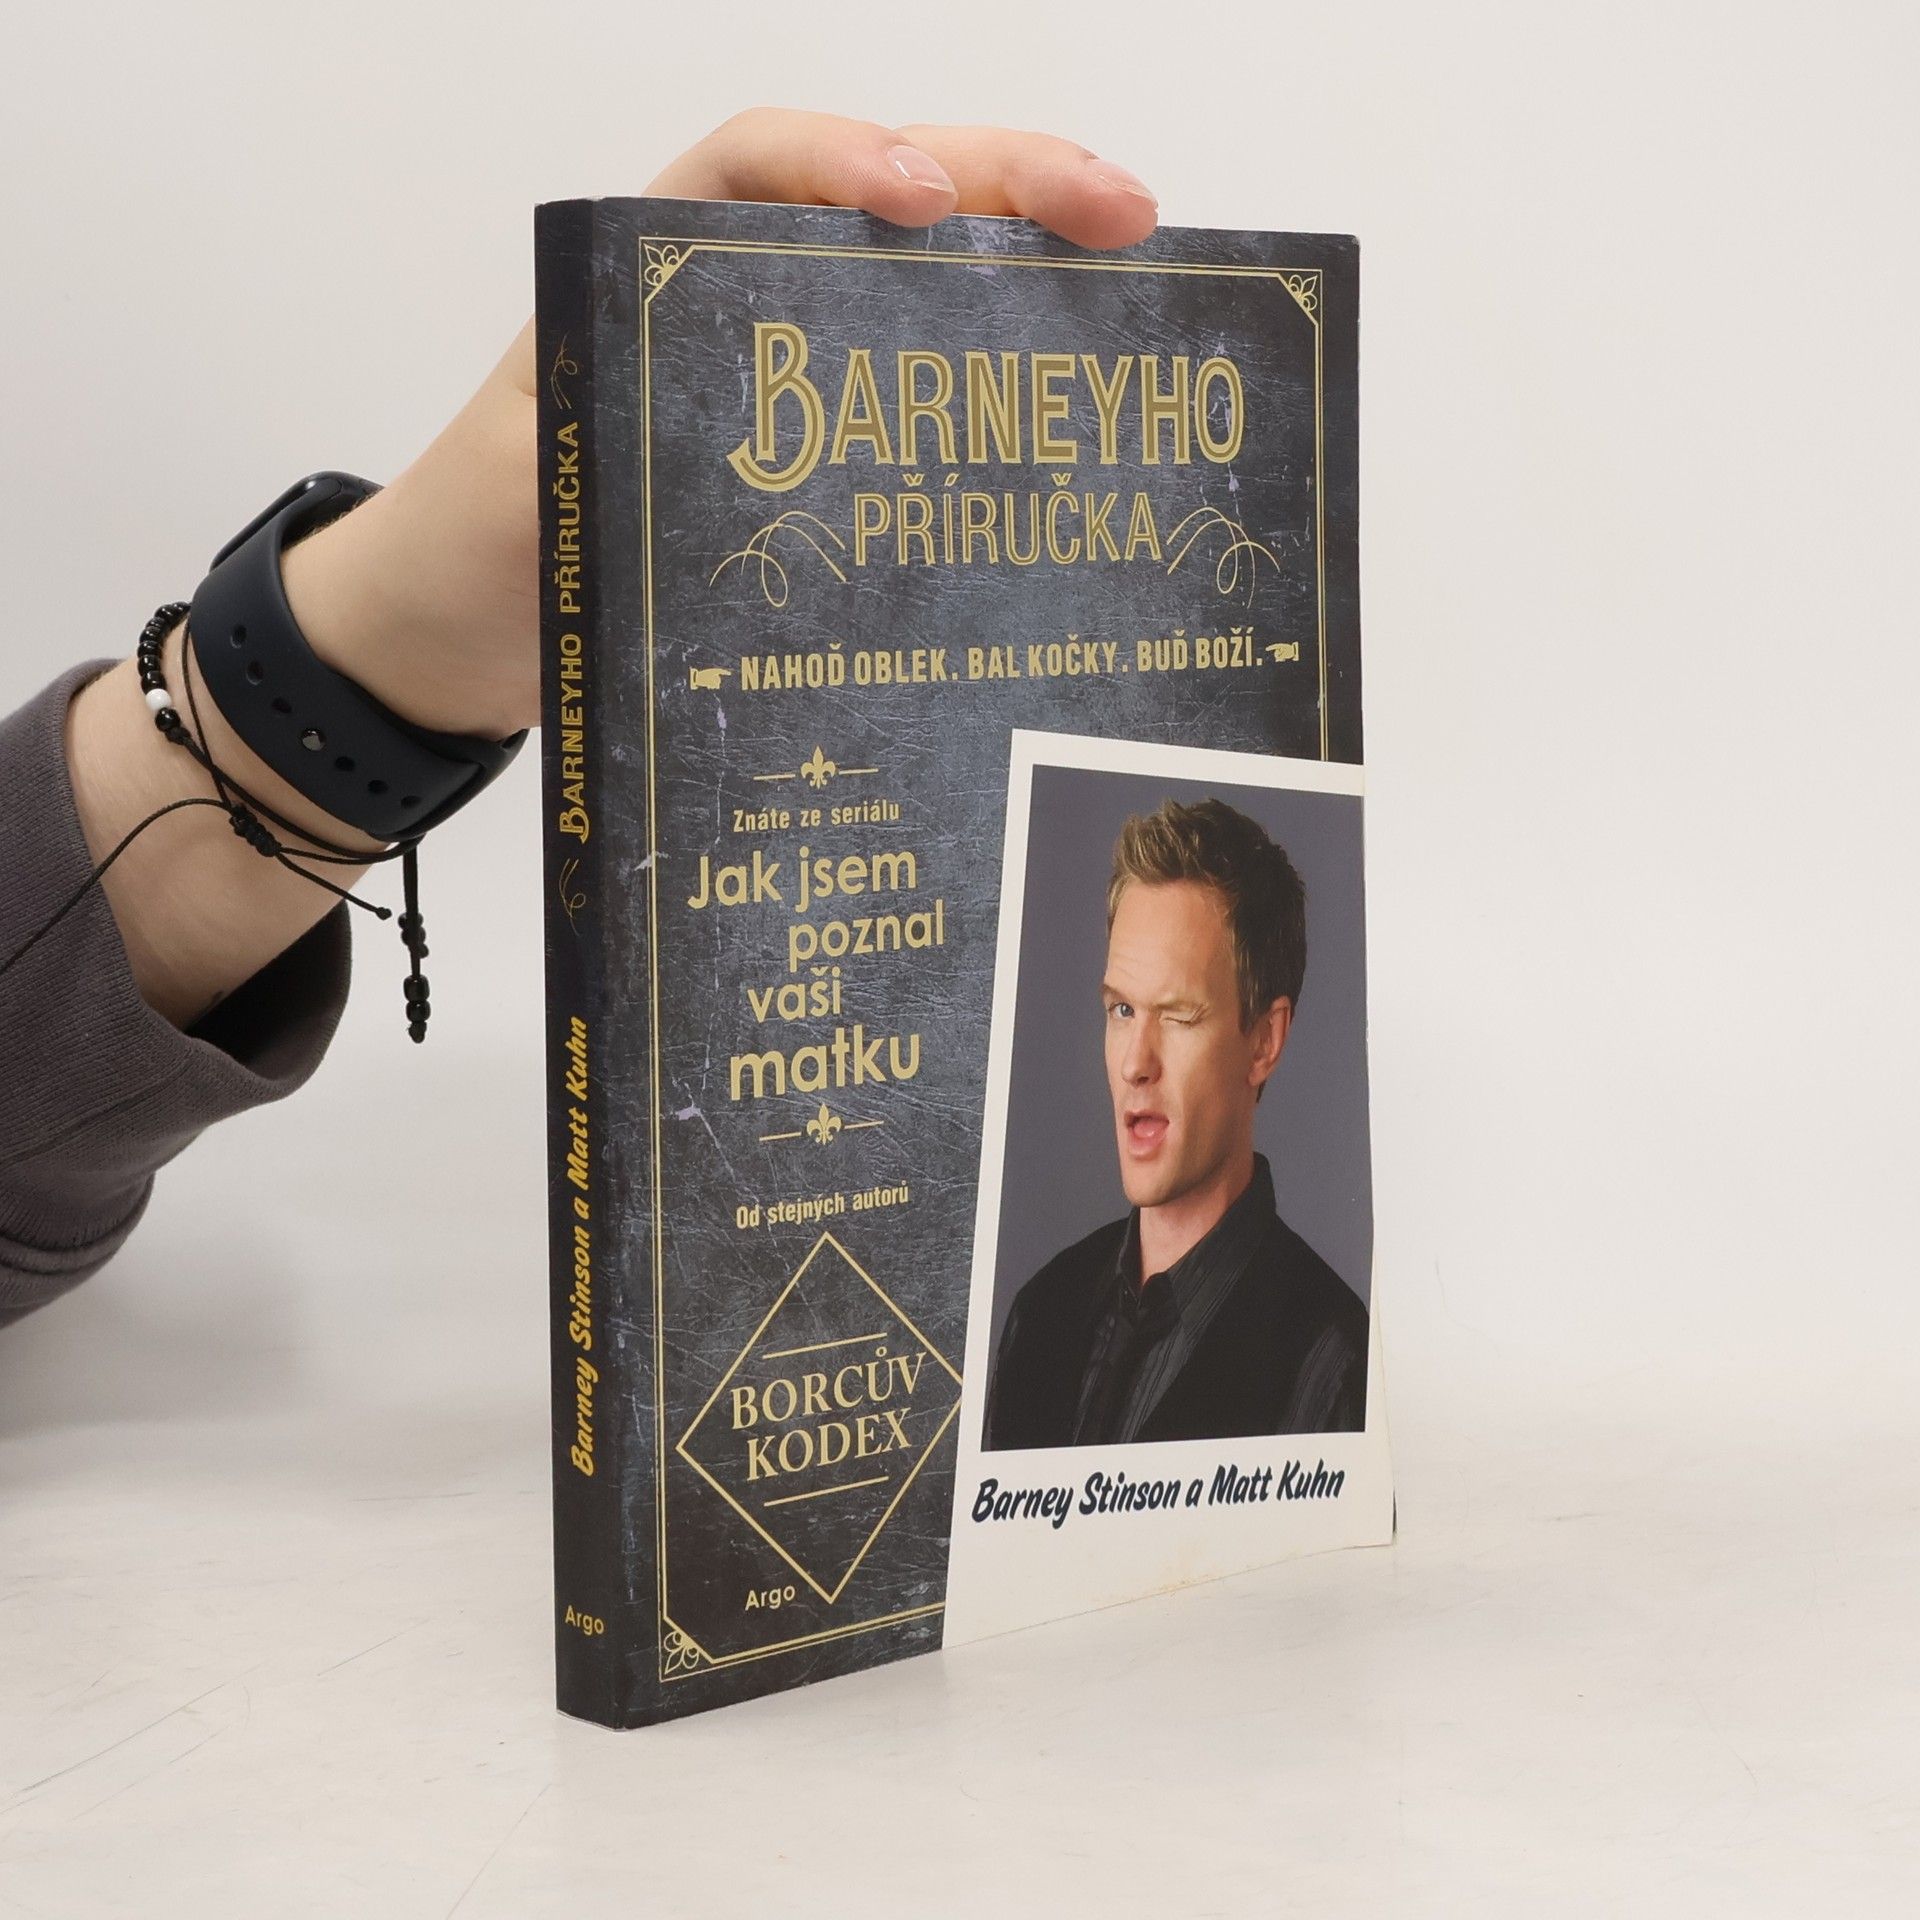 BARNEYHO
PŘÍRUČKA
NAHOĎ OBLEK. BAL KOČKY. BUĎ BOŽÍ.
Znáte ze seriálu
Jak jsem
poznal
vaši
matku
Od stejných autorů
BORCŮV
KODEX
Argo
Barney Stinson a Matt Kuhn
BARNEYHO PŘÍRUČKA
Barney Stinson a Matt Kuhn
Argo